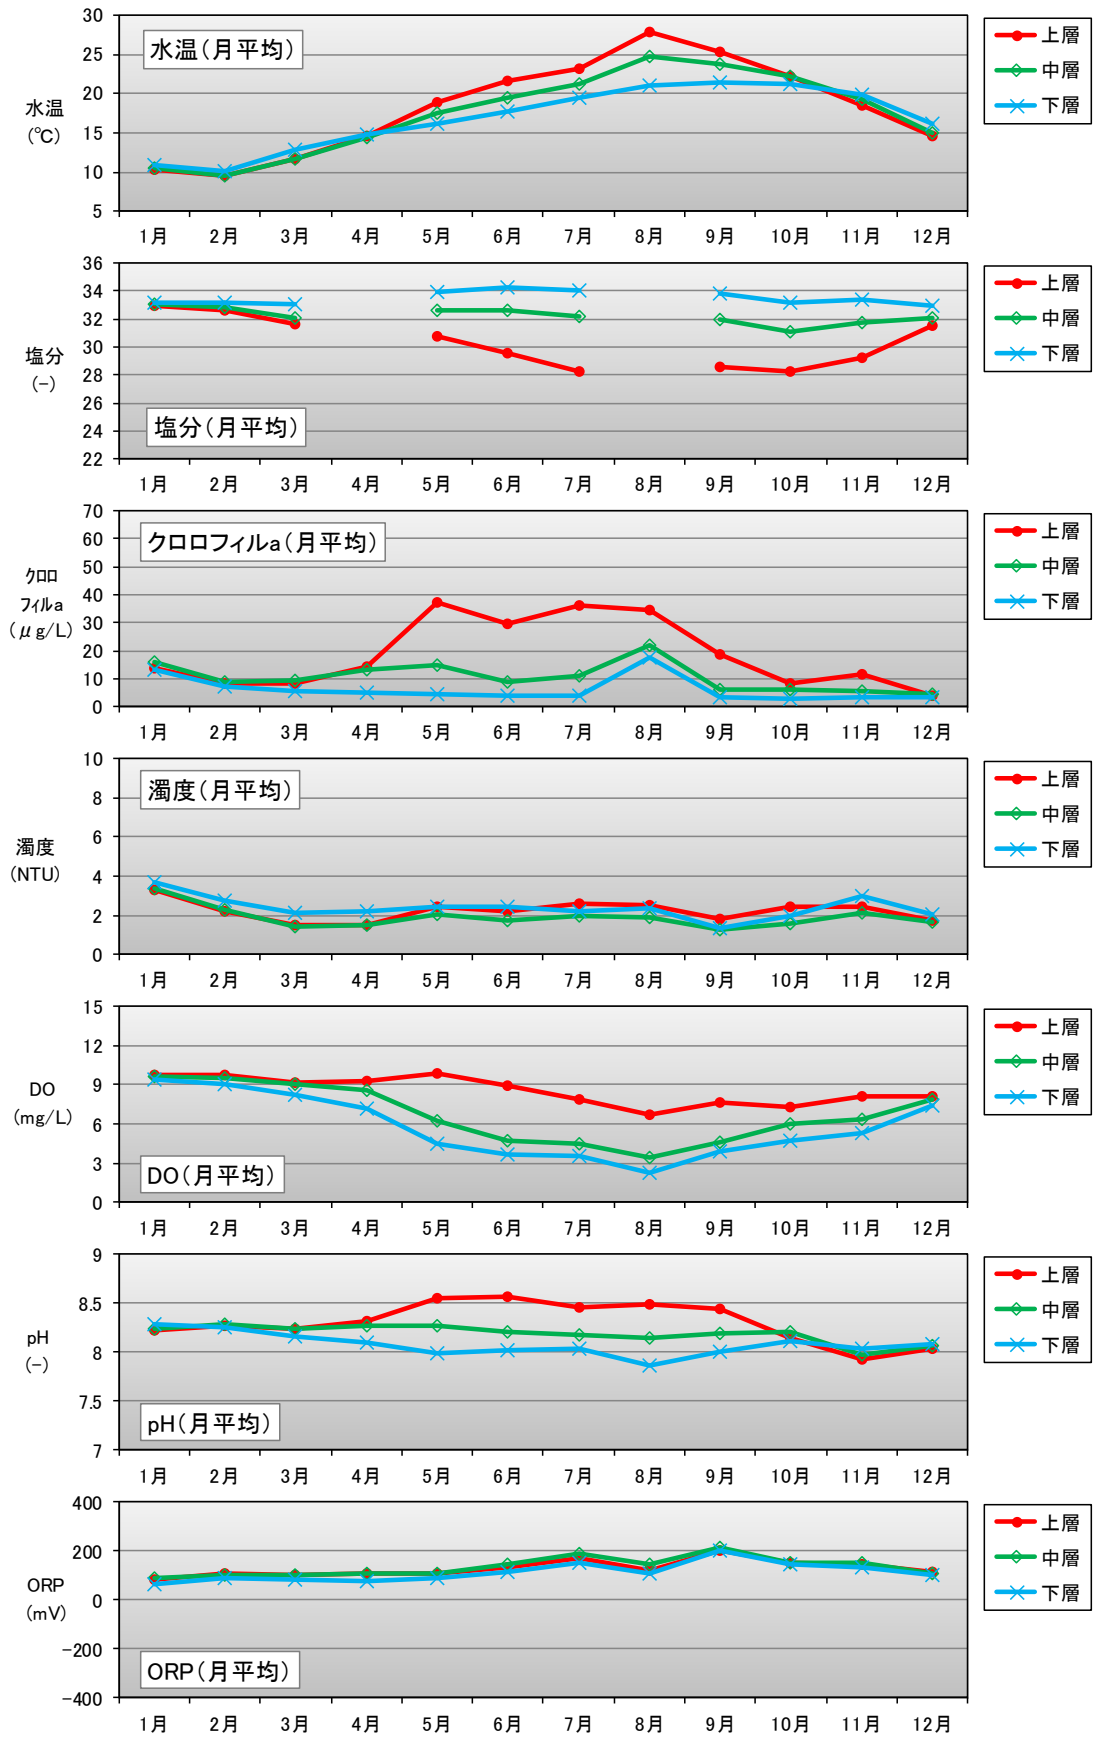 30
25
20
15
10
5
水温
(℃)
水温(月平均)
1月 2月 3月 4月 5月 6月 7月 8月 9月 10月 11月 12月
上層
中層
下層
36
34
32
30
28
26
24
22
塩分
(-)
塩分(月平均)
1月 2月 3月 4月 5月 6月 7月 8月 9月 10月 11月 12月
上層
中層
下層
70
60
50
40
30
20
10
0
クロロ
フィルa
(μg/L)
クロロフィルa(月平均)
1月 2月 3月 4月 5月 6月 7月 8月 9月 10月 11月 12月
上層
中層
下層
10
8
6
4
2
0
濁度
(NTU)
濁度(月平均)
1月 2月 3月 4月 5月 6月 7月 8月 9月 10月 11月 12月
上層
中層
下層
15
12
9
6
3
0
DO
(mg/L)
DO(月平均)
1月 2月 3月 4月 5月 6月 7月 8月 9月 10月 11月 12月
上層
中層
下層
9
8.5
8
7.5
7
pH
(-)
pH(月平均)
1月 2月 3月 4月 5月 6月 7月 8月 9月 10月 11月 12月
上層
中層
下層
400
200
0
-200
-400
ORP
(mV)
ORP(月平均)
1月 2月 3月 4月 5月 6月 7月 8月 9月 10月 11月 12月
上層
中層
下層